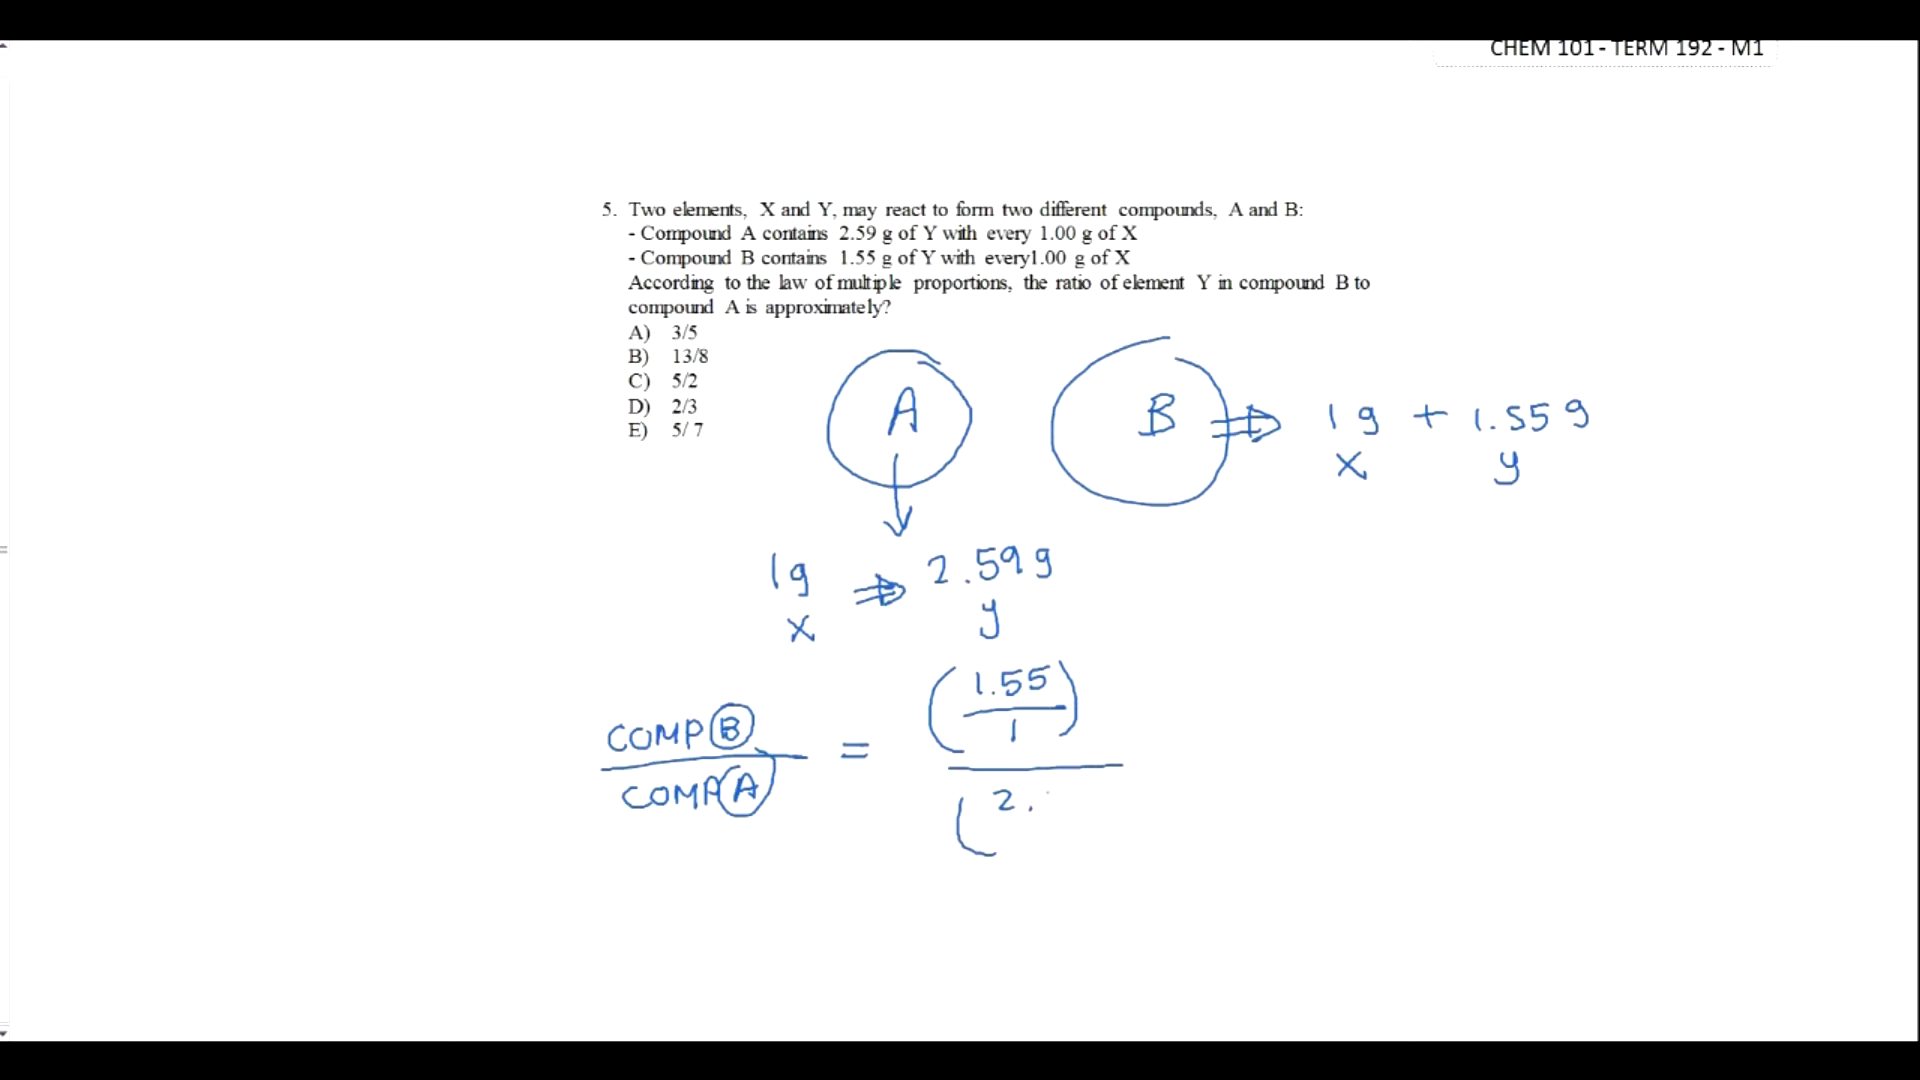 CHEM 101 - TERM 192 - M1
5. Two elements, X and Y, may react to form two different compounds, A and B:
- Compound A contains 2.59 g of Y with every 1.00 g of X
- Compound B contains 1.55 g of Y with every1.00 g of X
According to the law of multiple proportions, the ratio of element Y in compound B to
compound A is approximately?
A) 3/5
B) 13/8
C) 5/2
D) 2/3
E) 5/ 7
A
B ⇒ 1g + 1.55g
x y
1g ⇒ 2.59g
x y
COMP B
COMP A
=
(1.55
1)
(2.